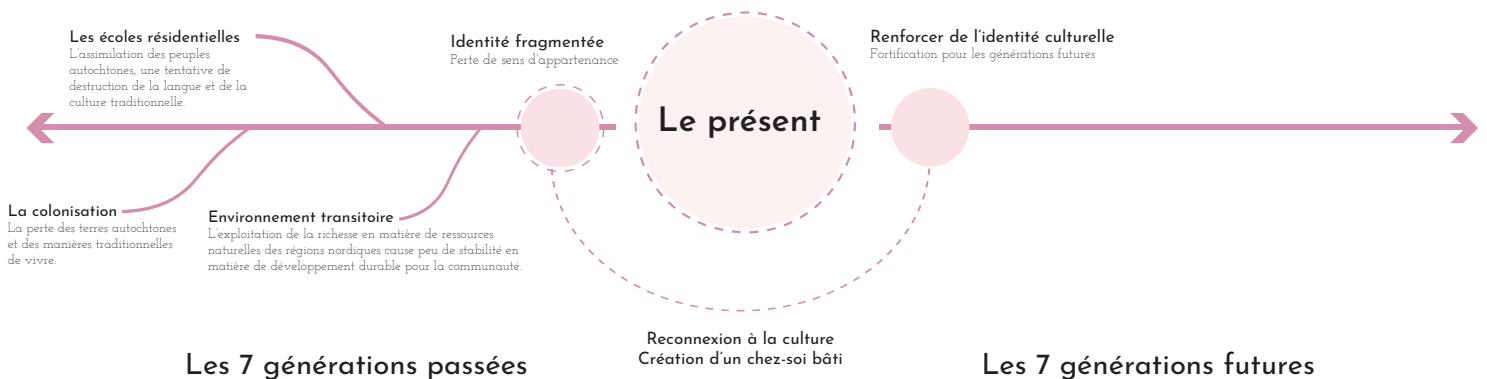 Les écoles résidentielles
L'assimilation des peuples
autochtones, une tentative de
destruction de la langue et de la
culture traditionnelle.
Identité fragmentée
Perte de sens d'appartenance
Le présent
Renforcer de l'identité culturelle
Fortification pour les générations futures
La colonisation
La perte des terres autochtones
et des manières traditionnelles
de vivre.
Environnement transitoire
L'exploitation de la richesse en matière de ressources
naturelles des régions nordiques cause peu de stabilité en
matière de développement durable pour la communauté.
Reconnexion à la culture
Création d'un chez-soi bâti
Les 7 générations passées
Les 7 générations futures